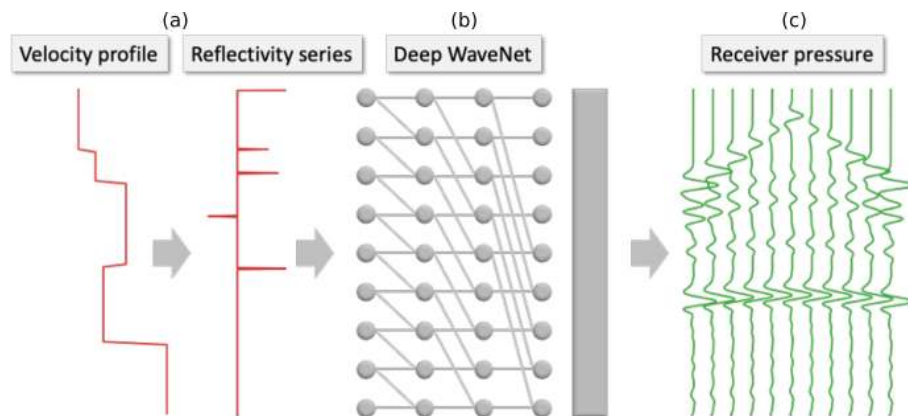 (a)
(b)
(c)
Velocity profile
Reflectivity series
Deep WaveNet
Receiver pressure